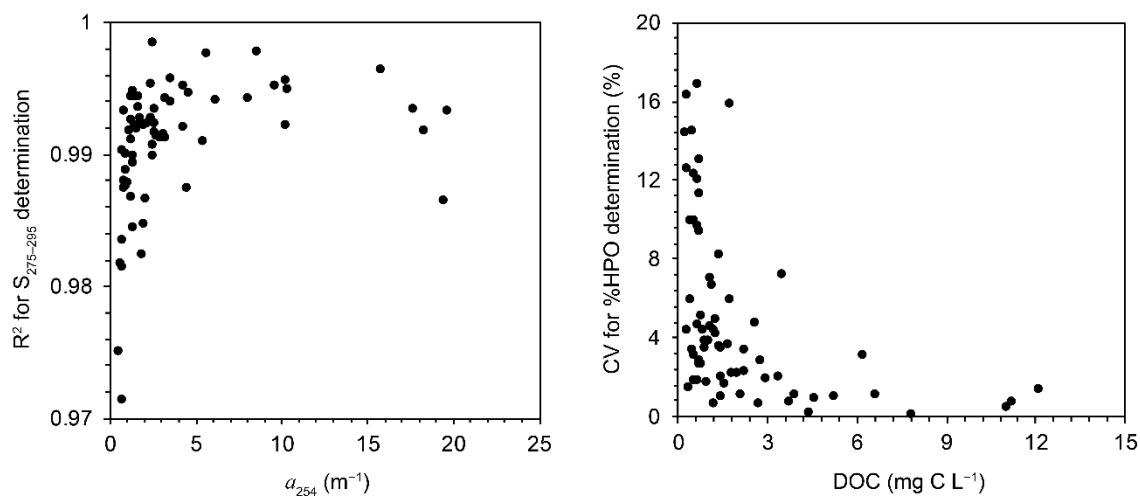 R² for S₂₇₅₋₂₉₅ determination
1
0.99
0.98
0.97
0 5 10 15 20 25
a₂₅₄ (m⁻¹)
CV for %HPO determination (%)
20
16
12
8
4
0
0 3 6 9 12 15
DOC (mg C L⁻¹)